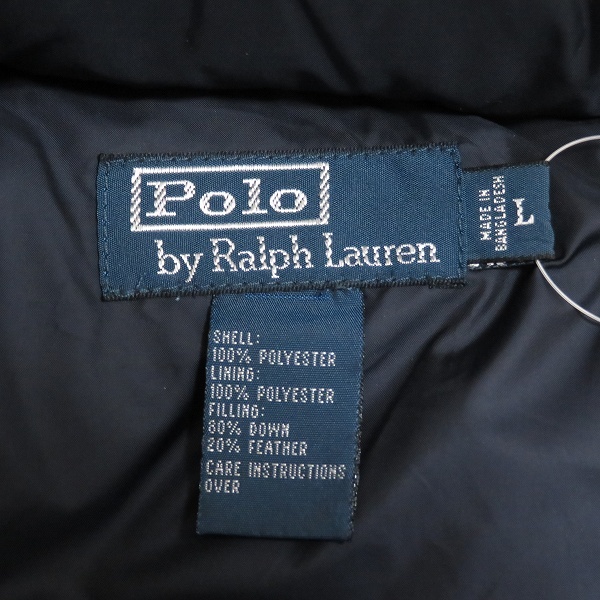 Polo
by Ralph Lauren
MADE IN
BANGLADESH
L
SHELL:
100% POLYESTER
LINING:
100% POLYESTER
FILLING:
80% DOWN
20% FEATHER
CARE INSTRUCTIONS
OVER